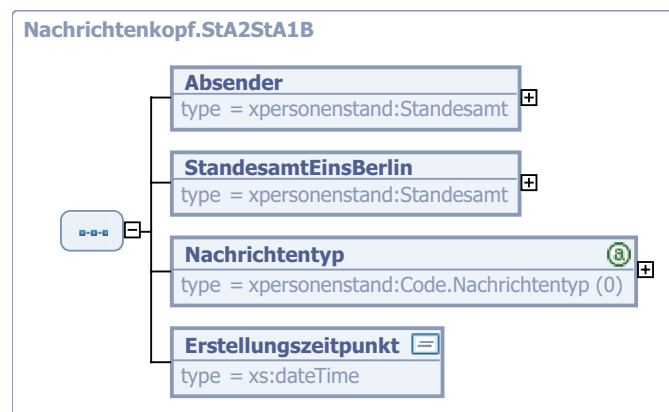 Nachrichtenkopf.StA2StA1B
Absender
type = xpersonenstand:Standesamt
StandesamtEinsBerlin
type = xpersonenstand:Standesamt
Nachrichtentyp @
type = xpersonenstand:Code.Nachrichtentyp (0)
Erstellungszeitpunkt
type = xs:dateTime